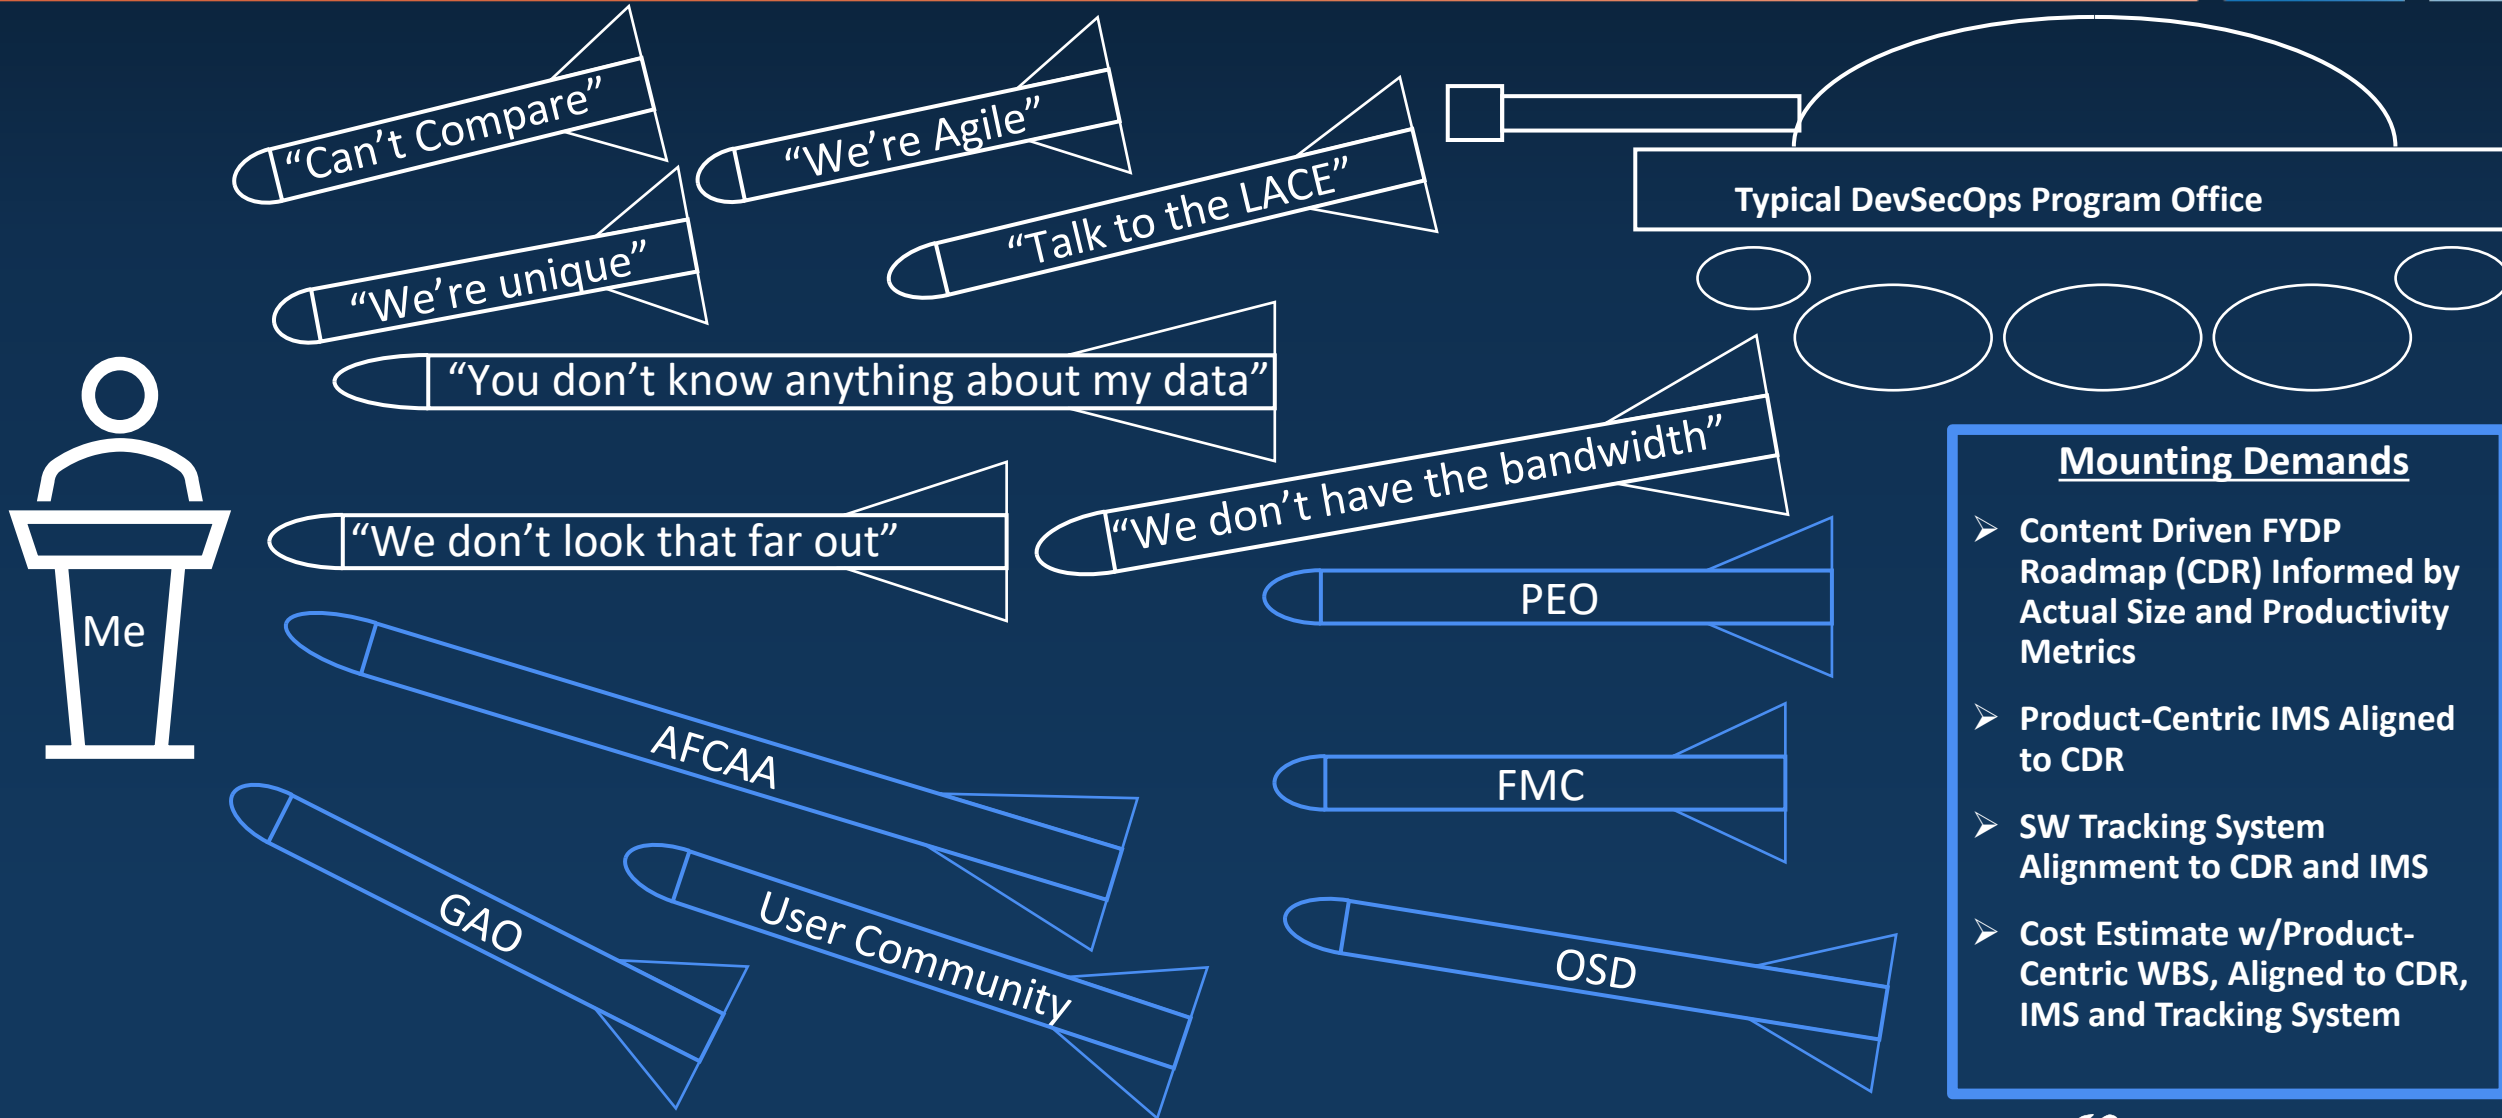 “Can’t Compare”
“We’re Agile”
“Talk to the LACE”
Typical DevSecOps Program Office
“We’re unique”
“You don’t know anything about my data”
“We don’t have the bandwidth”
“We don’t look that far out”
Me
PEO
AFCAA
FMC
GAO
User Community
OSD
Mounting Demands
➢ Content Driven FYDP
Roadmap (CDR) Informed by
Actual Size and Productivity
Metrics
➢ Product-Centric IMS Aligned
to CDR
➢ SW Tracking System
Alignment to CDR and IMS
➢ Cost Estimate w/Product-
Centric WBS, Aligned to CDR,
IMS and Tracking System